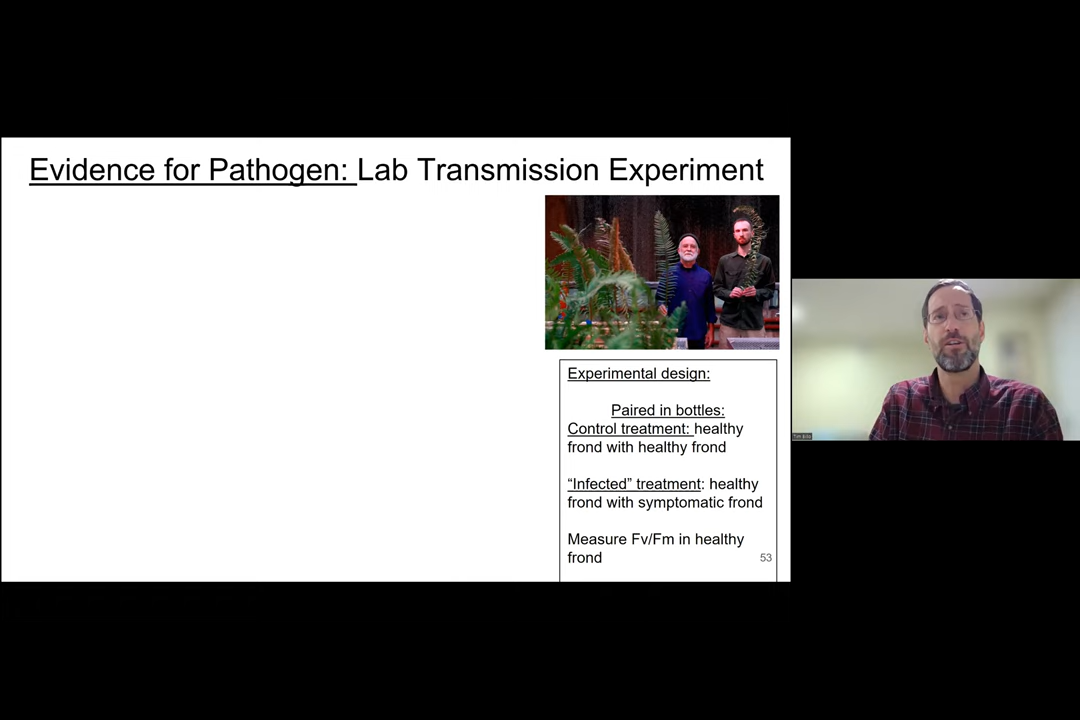 Evidence for Pathogen: Lab Transmission Experiment
Experimental design:
Paired in bottles:
Control treatment: healthy
frond with healthy frond
“Infected” treatment: healthy
frond with symptomatic frond
Measure Fv/Fm in healthy
frond
53